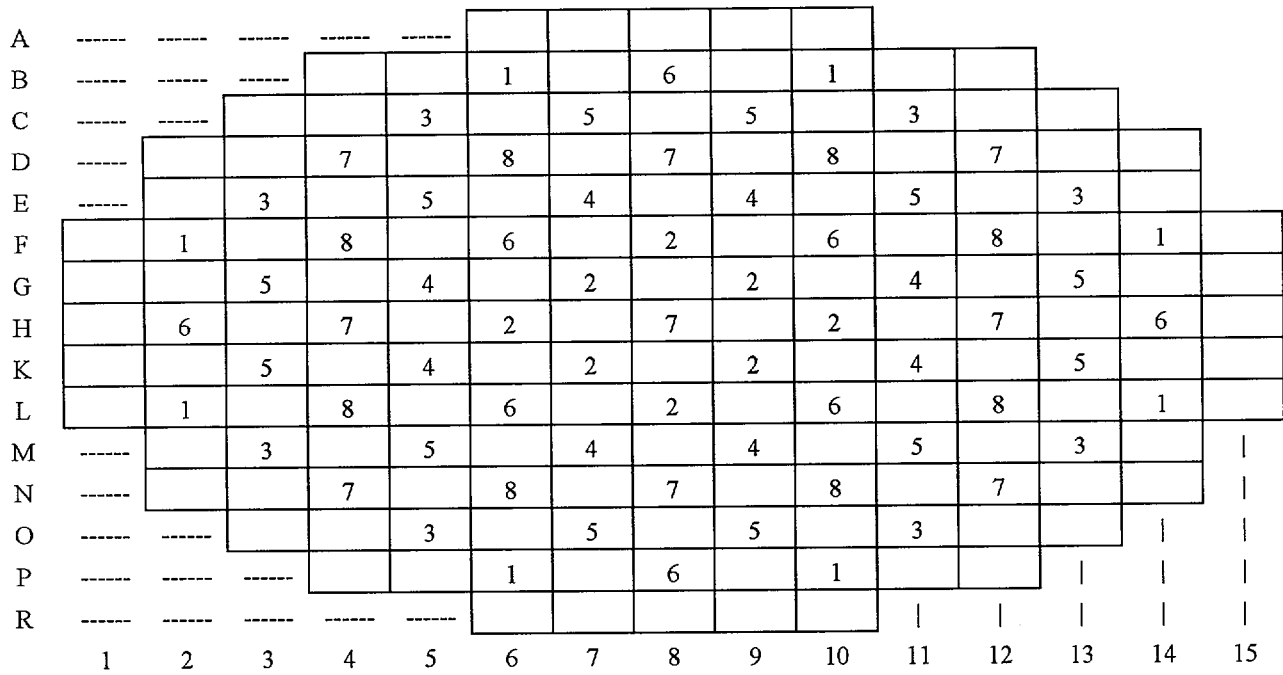 A ------ ------ ------ ------ ------
B ------ ------ ------ 1 6 1
C ------ ------ 3 5 5 3
D ------ 7 8 7 8 7
E ------ 3 5 4 4 5 3
F 1 8 6 2 6 8 1
G 5 4 2 2 4 5
H 6 7 2 7 2 7 6
K 5 4 2 2 4 5
L 1 8 6 2 6 8 1
M ------ 3 5 4 4 5 3 |
N ------ 7 8 7 8 7 |
O ------ ------ 3 5 5 3 | |
P ------ ------ ------ 1 6 1 | | |
R ------ ------ ------ ------ ------ | | | | |
1 2 3 4 5 6 7 8 9 10 11 12 13 14 15